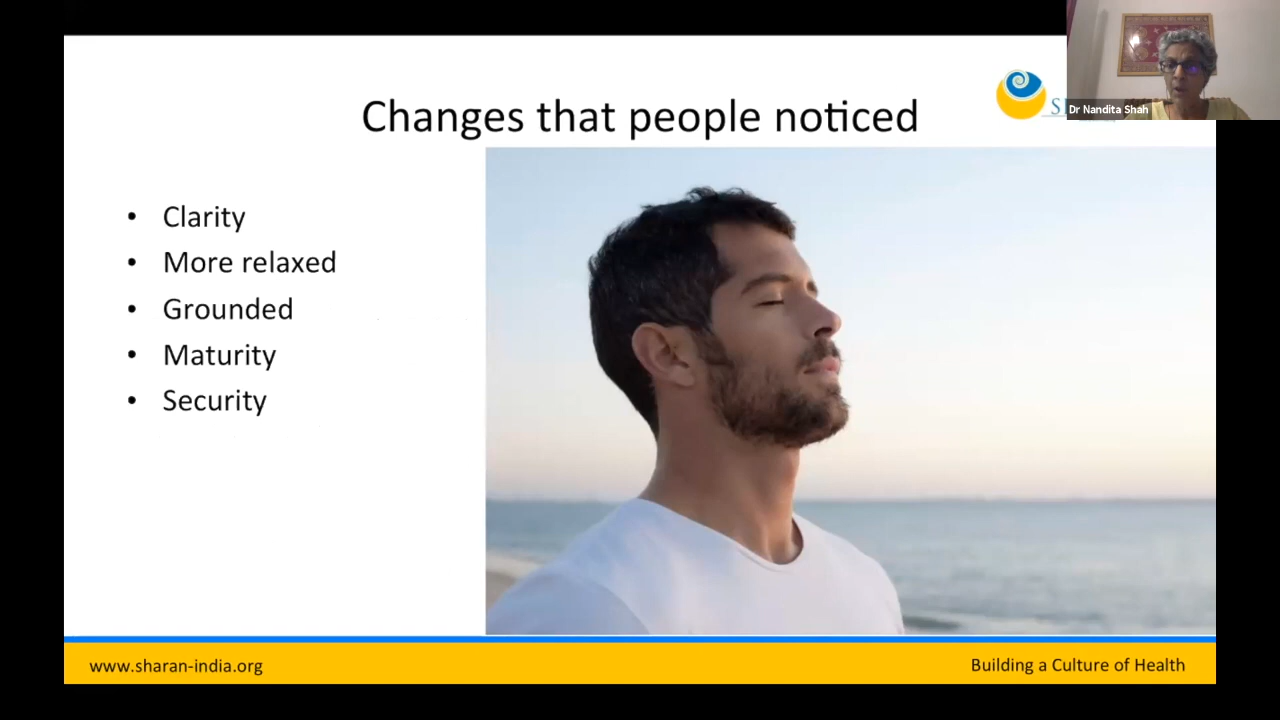 Changes that people noticed
Dr Nandita Shah
• Clarity
• More relaxed
• Grounded
• Maturity
• Security
www.sharan-india.org
Building a Culture of Health